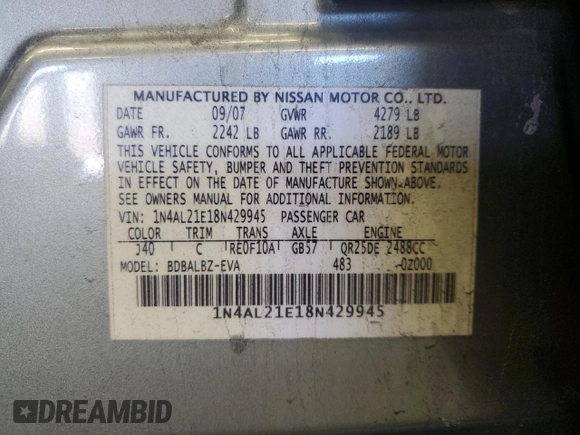 MANUFACTURED BY NISSAN MOTOR CO., LTD.
DATE 09/07 GVWR 4279 LB
GAWR FR. 2242 LB GAWR RR. 2189 LB
THIS VEHICLE CONFORMS TO ALL APPLICABLE FEDERAL MOTOR
VEHICLE SAFETY, BUMPER AND THEFT PREVENTION STANDARDS
IN EFFECT ON THE DATE OF MANUFACTURE SHOWN ABOVE.
SEE OWNERS MANUAL FOR ADDITIONAL INFORMATION.
VIN: 1N4AL21E18N429945 PASSENGER CAR
COLOR TRIM TRANS AXLE ENGINE
J40 C RE0F10A GB57 QR25DE 2488CC
MODEL: BDBALBZ-EVA 483 -0Z000
1N4AL21E18N429945
DREAMBID